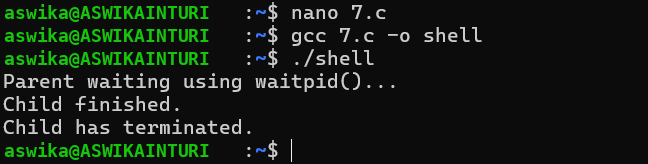 aswika@ASWIKAINTURI   :~$ nano 7.c
aswika@ASWIKAINTURI   :~$ gcc 7.c -o shell
aswika@ASWIKAINTURI   :~$ ./shell
Parent waiting using waitpid()...
Child finished.
Child has terminated.
aswika@ASWIKAINTURI   :~$